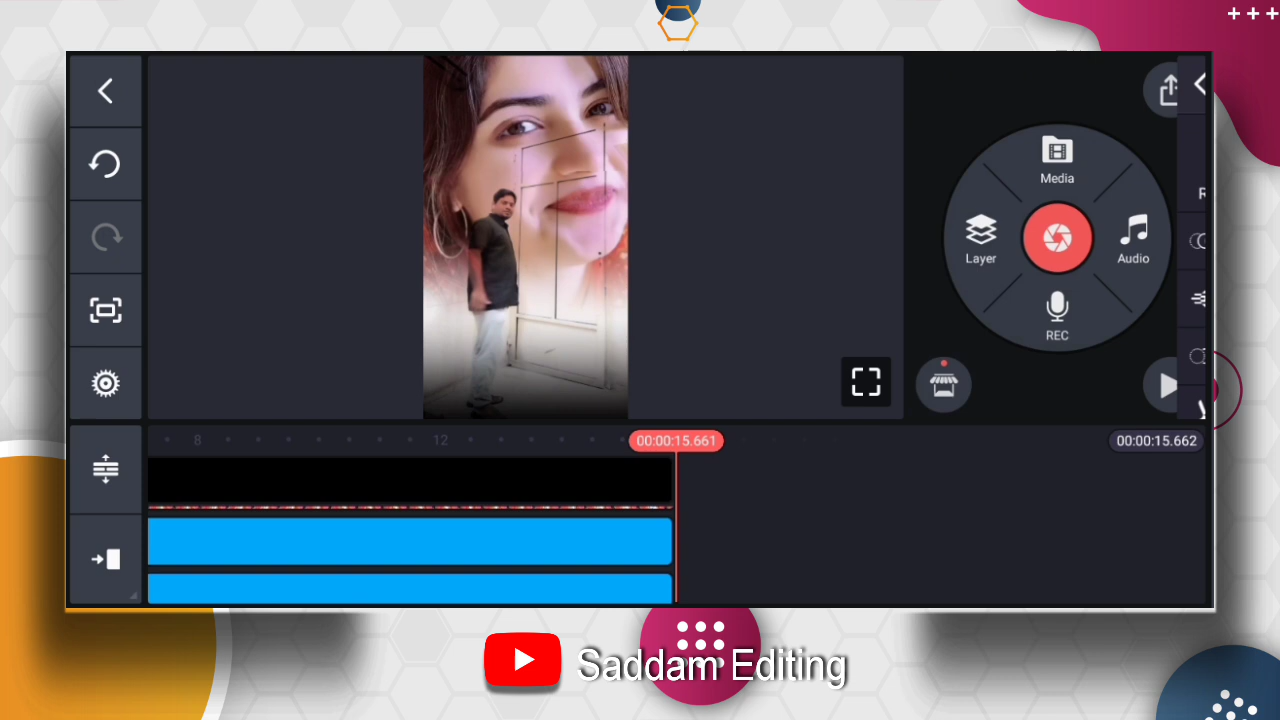 Media
Layer
Audio
REC
R
8
12
00:00:15.661
00:00:15.662
Saddam Editing